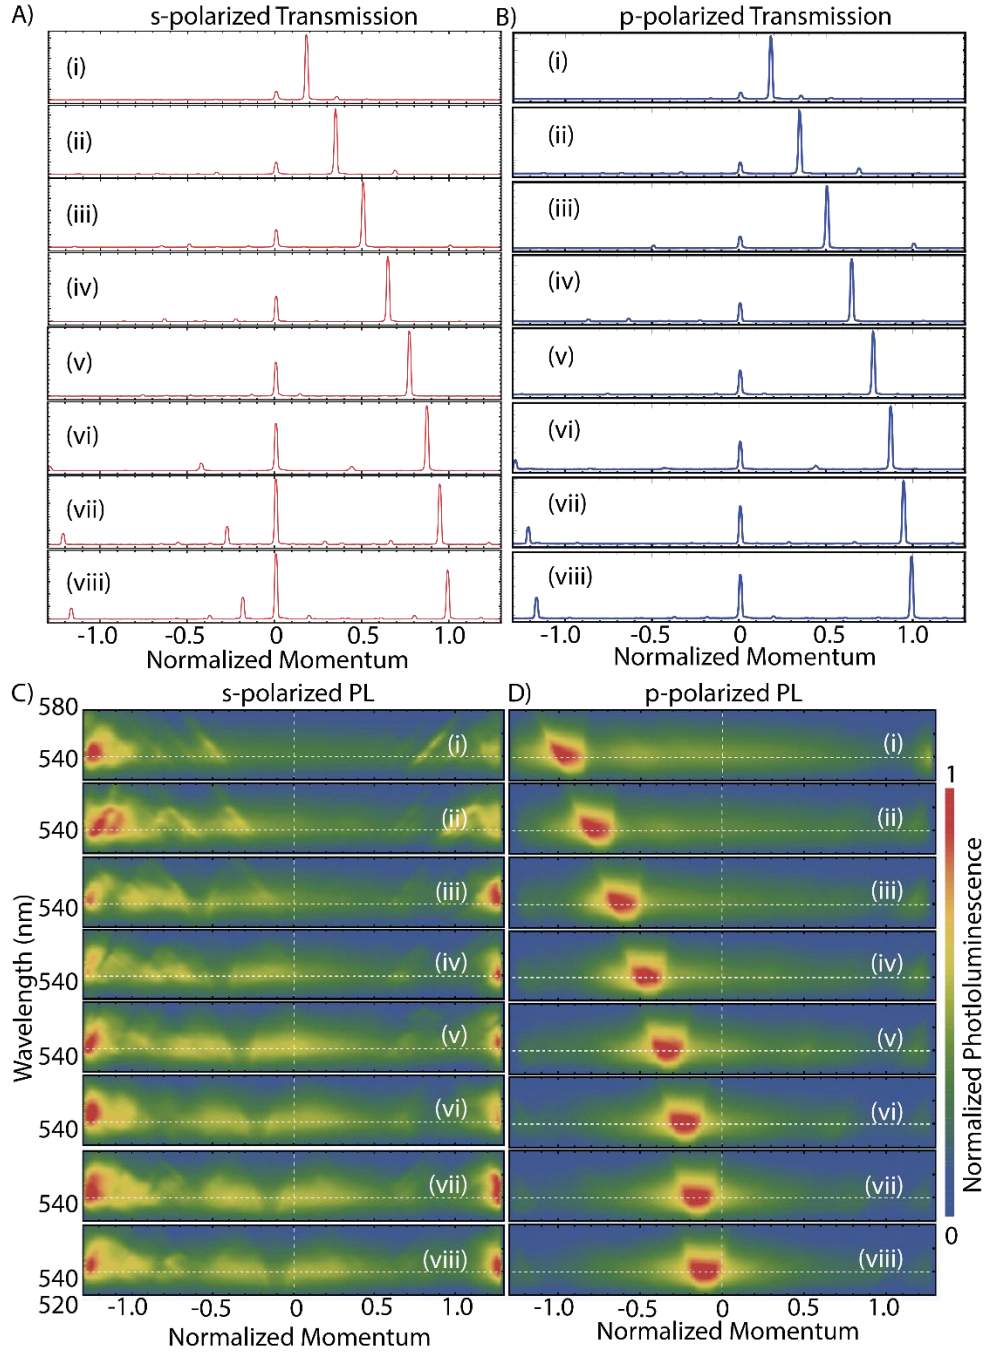 A) s-polarized Transmission
(i)
(ii)
(iii)
(iv)
(v)
(vi)
(vii)
(viii)
-1.0 -0.5 0 0.5 1.0
Normalized Momentum
B) p-polarized Transmission
(i)
(ii)
(iii)
(iv)
(v)
(vi)
(vii)
(viii)
-1.0 -0.5 0 0.5 1.0
Normalized Momentum
C) s-polarized PL
Wavelength (nm)
580
540 (i)
540 (ii)
540 (iii)
540 (iv)
540 (v)
540 (vi)
540 (vii)
540 (viii)
520
-1.0 -0.5 0 0.5 1.0
Normalized Momentum
D) p-polarized PL
(i)
(ii)
(iii)
(iv)
(v)
(vi)
(vii)
(viii)
-1.0 -0.5 0 0.5 1.0
Normalized Momentum
1
Normalized Photloluminescence
0